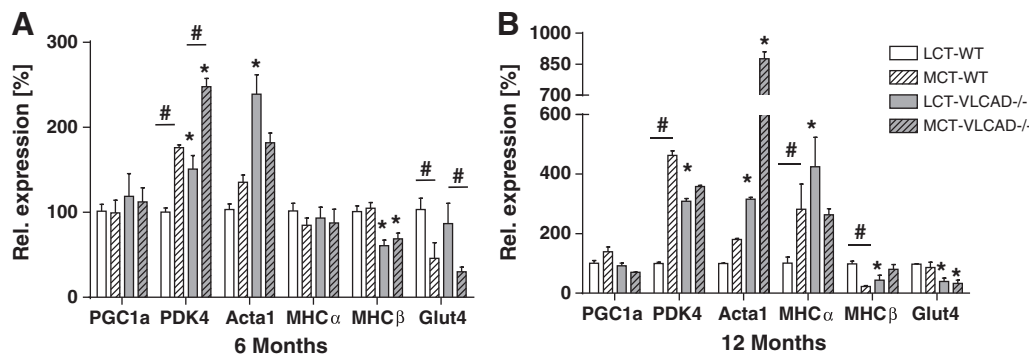 A
Rel. expression [%]
300
200
100
0
#
#
*
*
*
*
*
#
#
PGC1a PDK4 Acta1 MHCα MHCβ Glut4
6 Months
B
Rel. expression [%]
1000
850
700
600
400
200
0
#
*
*
*
#
*
#
*
*
*
PGC1a PDK4 Acta1 MHCα MHCβ Glut4
12 Months
LCT-WT
MCT-WT
LCT-VLCAD-/-
MCT-VLCAD-/-